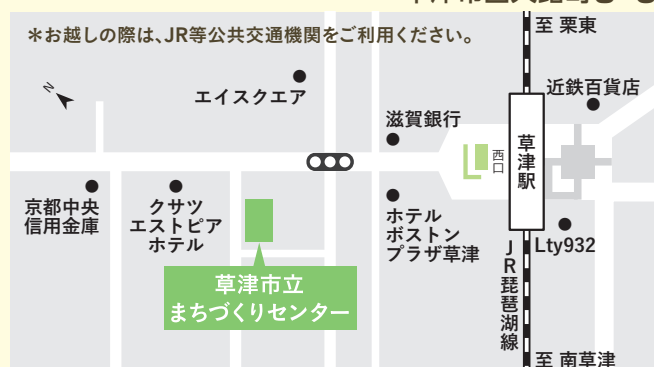 *お越しの際は、JR等公共交通機関をご利用ください。
至 栗東
N
エイスクエア
近鉄百貨店
滋賀銀行
西口
草津駅
京都中央
信用金庫
クサツ
エストピア
ホテル
ホテル
ボストン
プラザ草津
Lty932
草津市立
まちづくりセンター
JR琵琶湖線
至 南草津